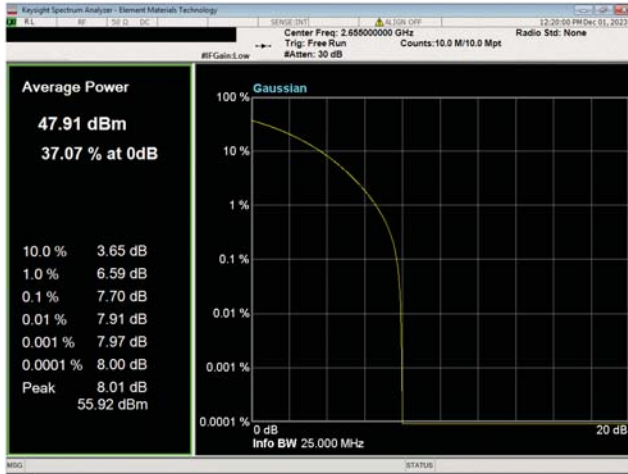 Keysight Spectrum Analyzer - Element Materials Technology
RL RF 50 Ω DC SENSE:INT ALIGN OFF 12:20:00 PM Dec 01, 2023
Center Freq: 2.655000000 GHz Radio Std: None
Trig: Free Run Counts:10.0 M/10.0 Mpt
#IFGain:Low #Atten: 30 dB
Average Power
47.91 dBm
37.07 % at 0dB
10.0 % 3.65 dB
1.0 % 6.59 dB
0.1 % 7.70 dB
0.01 % 7.91 dB
0.001 % 7.97 dB
0.0001 % 8.00 dB
Peak 8.01 dB
55.92 dBm
Gaussian
100 %
10 %
1 %
0.1 %
0.01 %
0.001 %
0.0001 %
0 dB 20 dB
Info BW 25.000 MHz
MSG STATUS